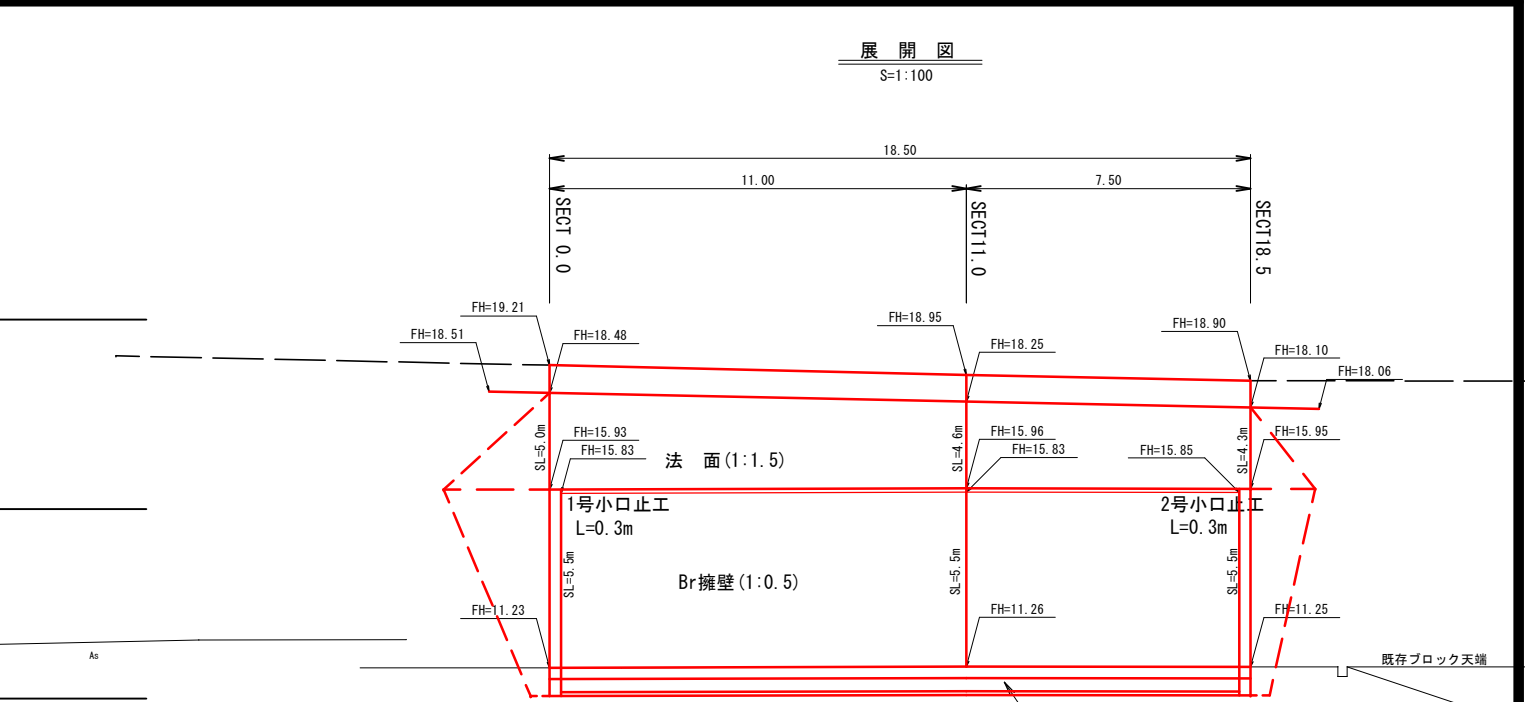 展　開　図
S=1:100
18.50
11.00
7.50
SECT 0.0
SECT11.0
SECT18.5
FH=19.21
FH=18.51
FH=18.48
FH=18.95
FH=18.25
FH=18.90
FH=18.10
FH=18.06
SL=5.0m
FH=15.93
FH=15.83
法　面(1:1.5)
SL=4.6m
FH=15.96
FH=15.83
FH=15.85
SL=4.3m
FH=15.95
1号小口止工
L=0.3m
2号小口止工
L=0.3m
SL=5.5m
Br擁壁(1:0.5)
SL=5.5m
SL=5.5m
FH=11.23
FH=11.26
FH=11.25
As
既存ブロック天端